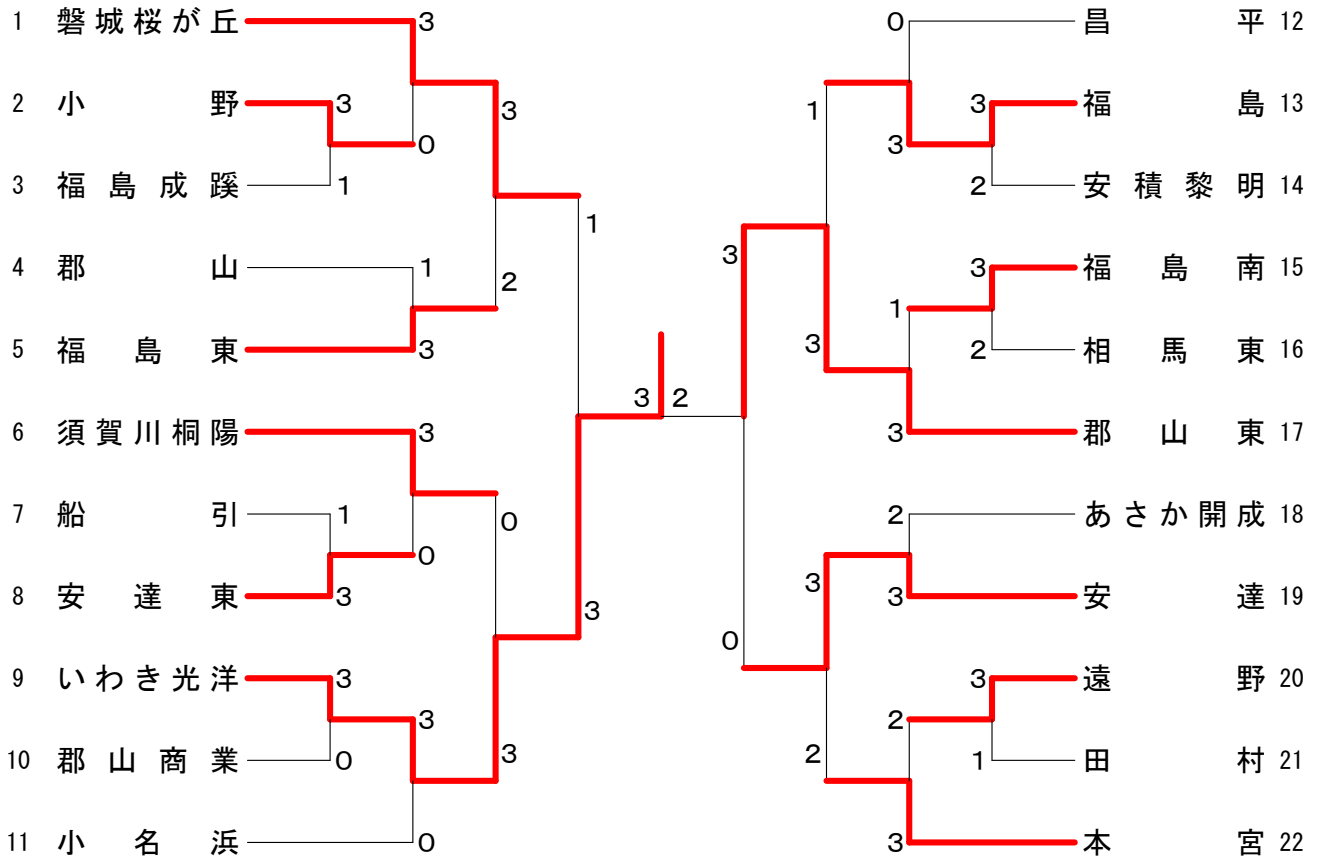 1 磐城桜が丘 3 0 昌平 12
2 小野 3 3 1 3 福島 13
0 3
3 福島成蹊 1 2 安積黎明 14
1
4 郡山 1 2 3 3 福島南 15
1
5 福島東 3 3 2 相馬東 16
3 2
6 須賀川桐陽 3 3 郡山東 17
7 船引 1 0 2 あさか開成 18
0
8 安達東 3 3 3 3 安達 19
0
9 いわき光洋 3 3 遠野 20
3 2
10 郡山商業 0 3 2 1 田村 21
11 小名浜 0 3 本宮 22